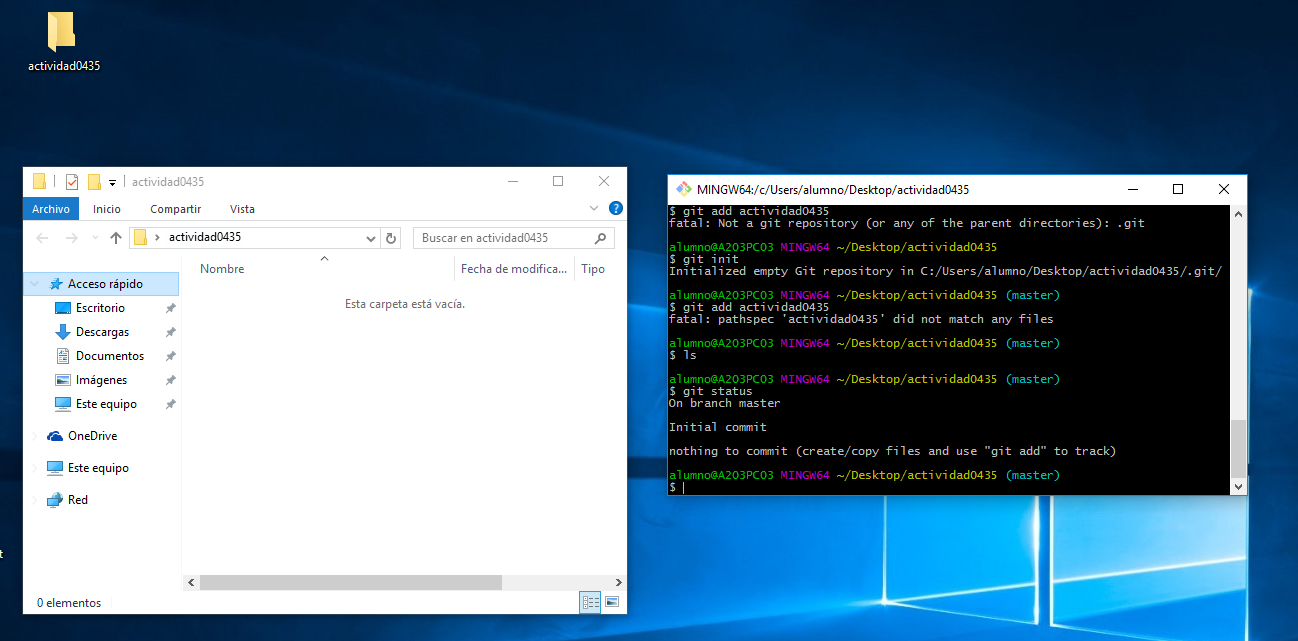 actividad0435
actividad0435
Archivo Inicio Compartir Vista
actividad0435 Buscar en actividad0435
Nombre Fecha de modifica... Tipo
Esta carpeta está vacía.
Acceso rápido
Escritorio
Descargas
Documentos
Imágenes
Este equipo
OneDrive
Este equipo
Red
t
0 elementos
MINGW64:/c/Users/alumno/Desktop/actividad0435
$ git add actividad0435
fatal: Not a git repository (or any of the parent directories): .git
alumno@A203PC03 MINGW64 ~/Desktop/actividad0435
$ git init
Initialized empty Git repository in C:/Users/alumno/Desktop/actividad0435/.git/
alumno@A203PC03 MINGW64 ~/Desktop/actividad0435 (master)
$ git add actividad0435
fatal: pathspec 'actividad0435' did not match any files
alumno@A203PC03 MINGW64 ~/Desktop/actividad0435 (master)
$ ls
alumno@A203PC03 MINGW64 ~/Desktop/actividad0435 (master)
$ git status
On branch master
Initial commit
nothing to commit (create/copy files and use "git add" to track)
alumno@A203PC03 MINGW64 ~/Desktop/actividad0435 (master)
$